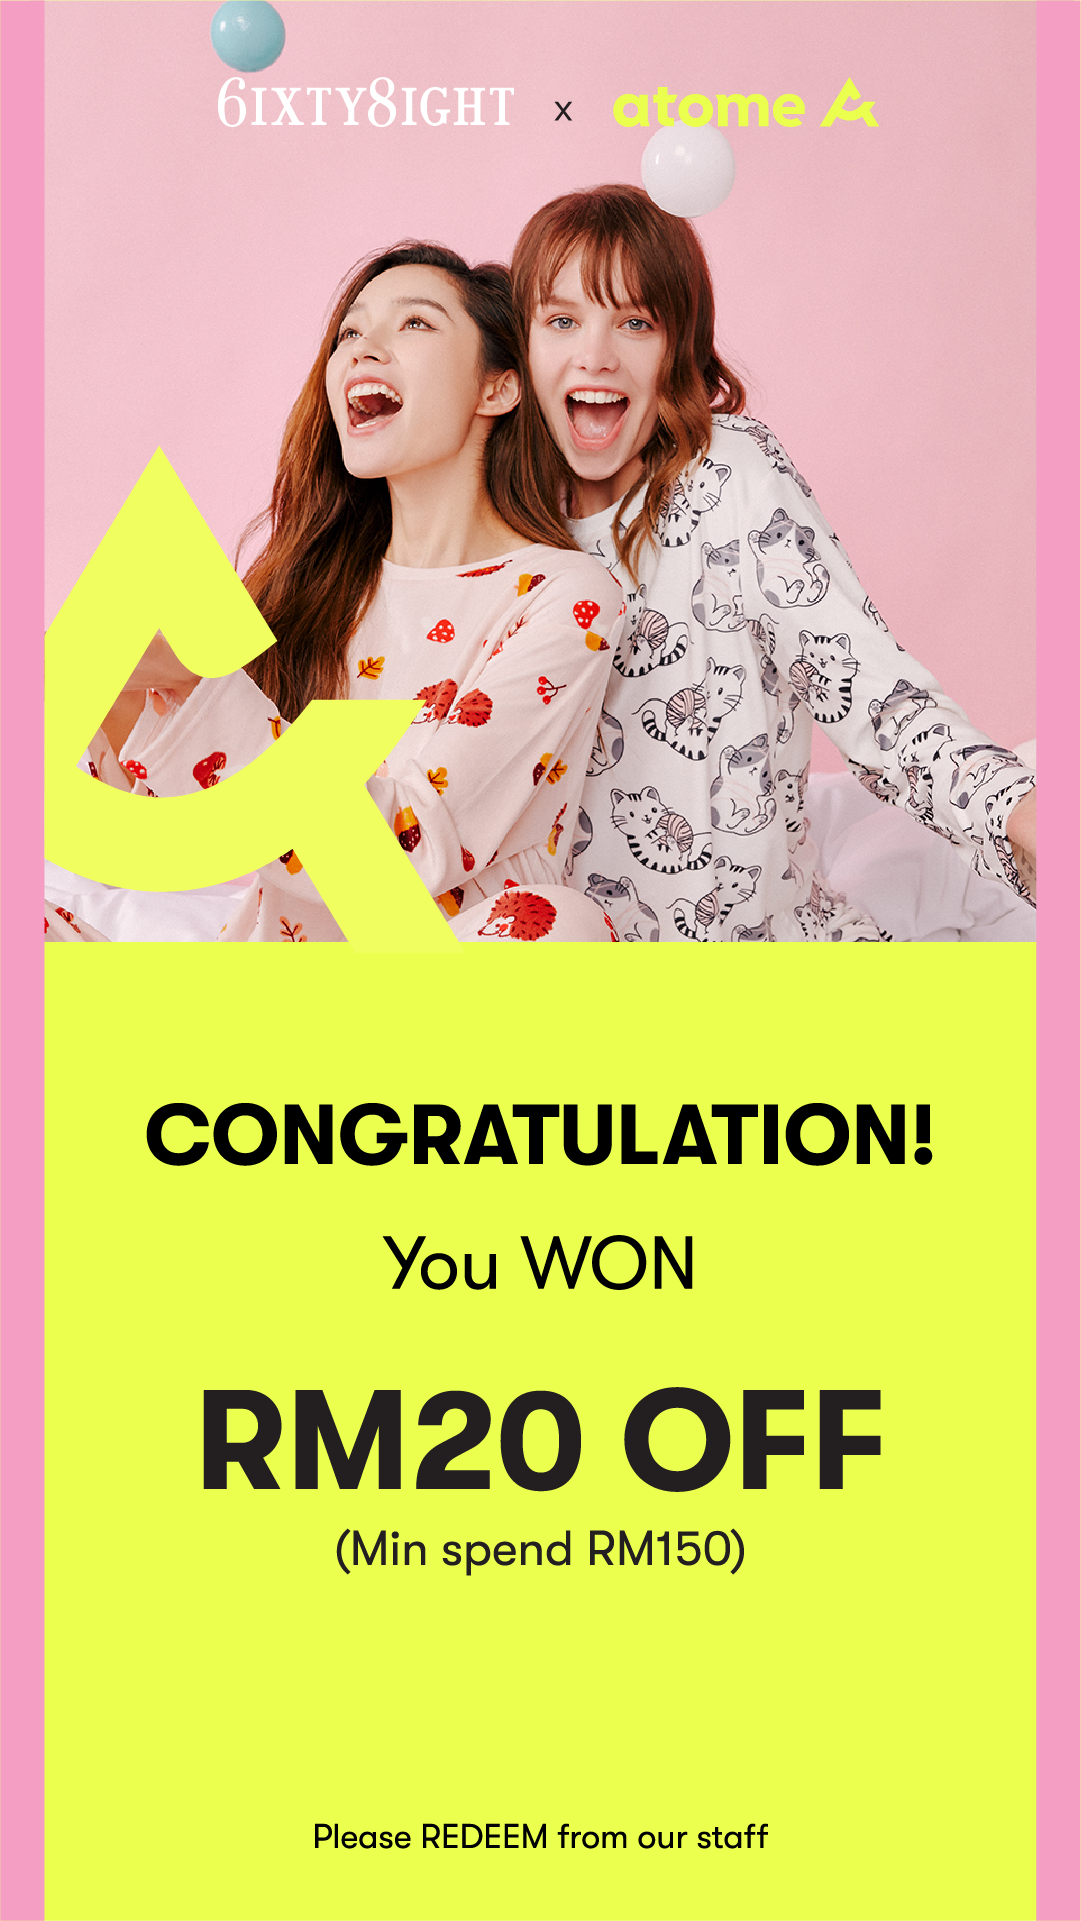 6IXTY8IGHT x atome
CONGRATULATION!
You WON
RM20 OFF
(Min spend RM150)
Please REDEEM from our staff